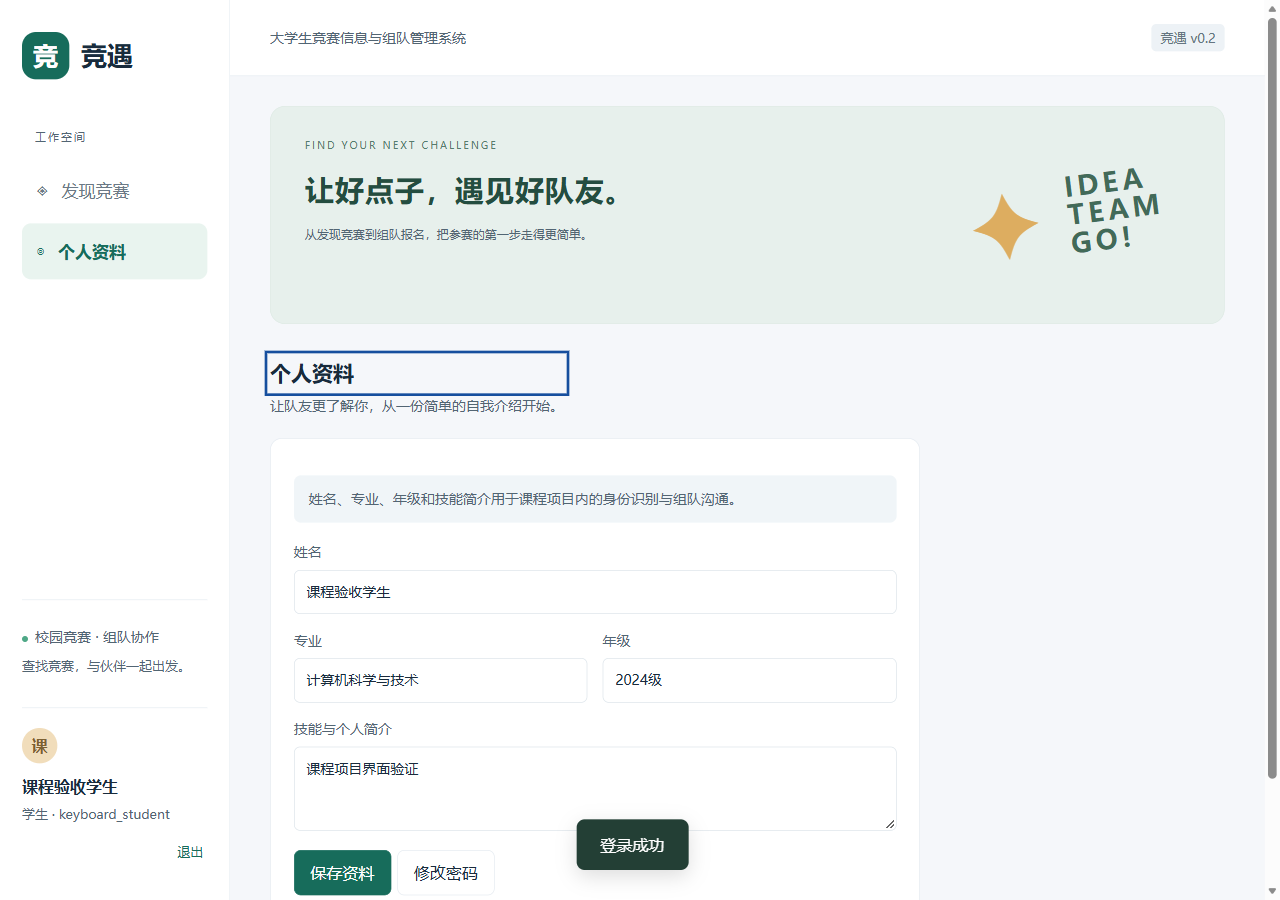 竞 竞遇
工作空间
发现竞赛
个人资料
校园竞赛 · 组队协作
查找竞赛，与伙伴一起出发。
课
课程验收学生
学生 · keyboard_student
退出
大学生竞赛信息与组队管理系统
竞遇 v0.2
FIND YOUR NEXT CHALLENGE
让好点子，遇见好队友。
从发现竞赛到组队报名，把参赛的第一步走得更简单。
IDEA
TEAM
GO!
个人资料
让队友更了解你，从一份简单的自我介绍开始。
姓名、专业、年级和技能简介用于课程项目内的身份识别与组队沟通。
姓名
课程验收学生
专业 年级
计算机科学与技术 2024级
技能与个人简介
课程项目界面验证
登录成功
保存资料 修改密码